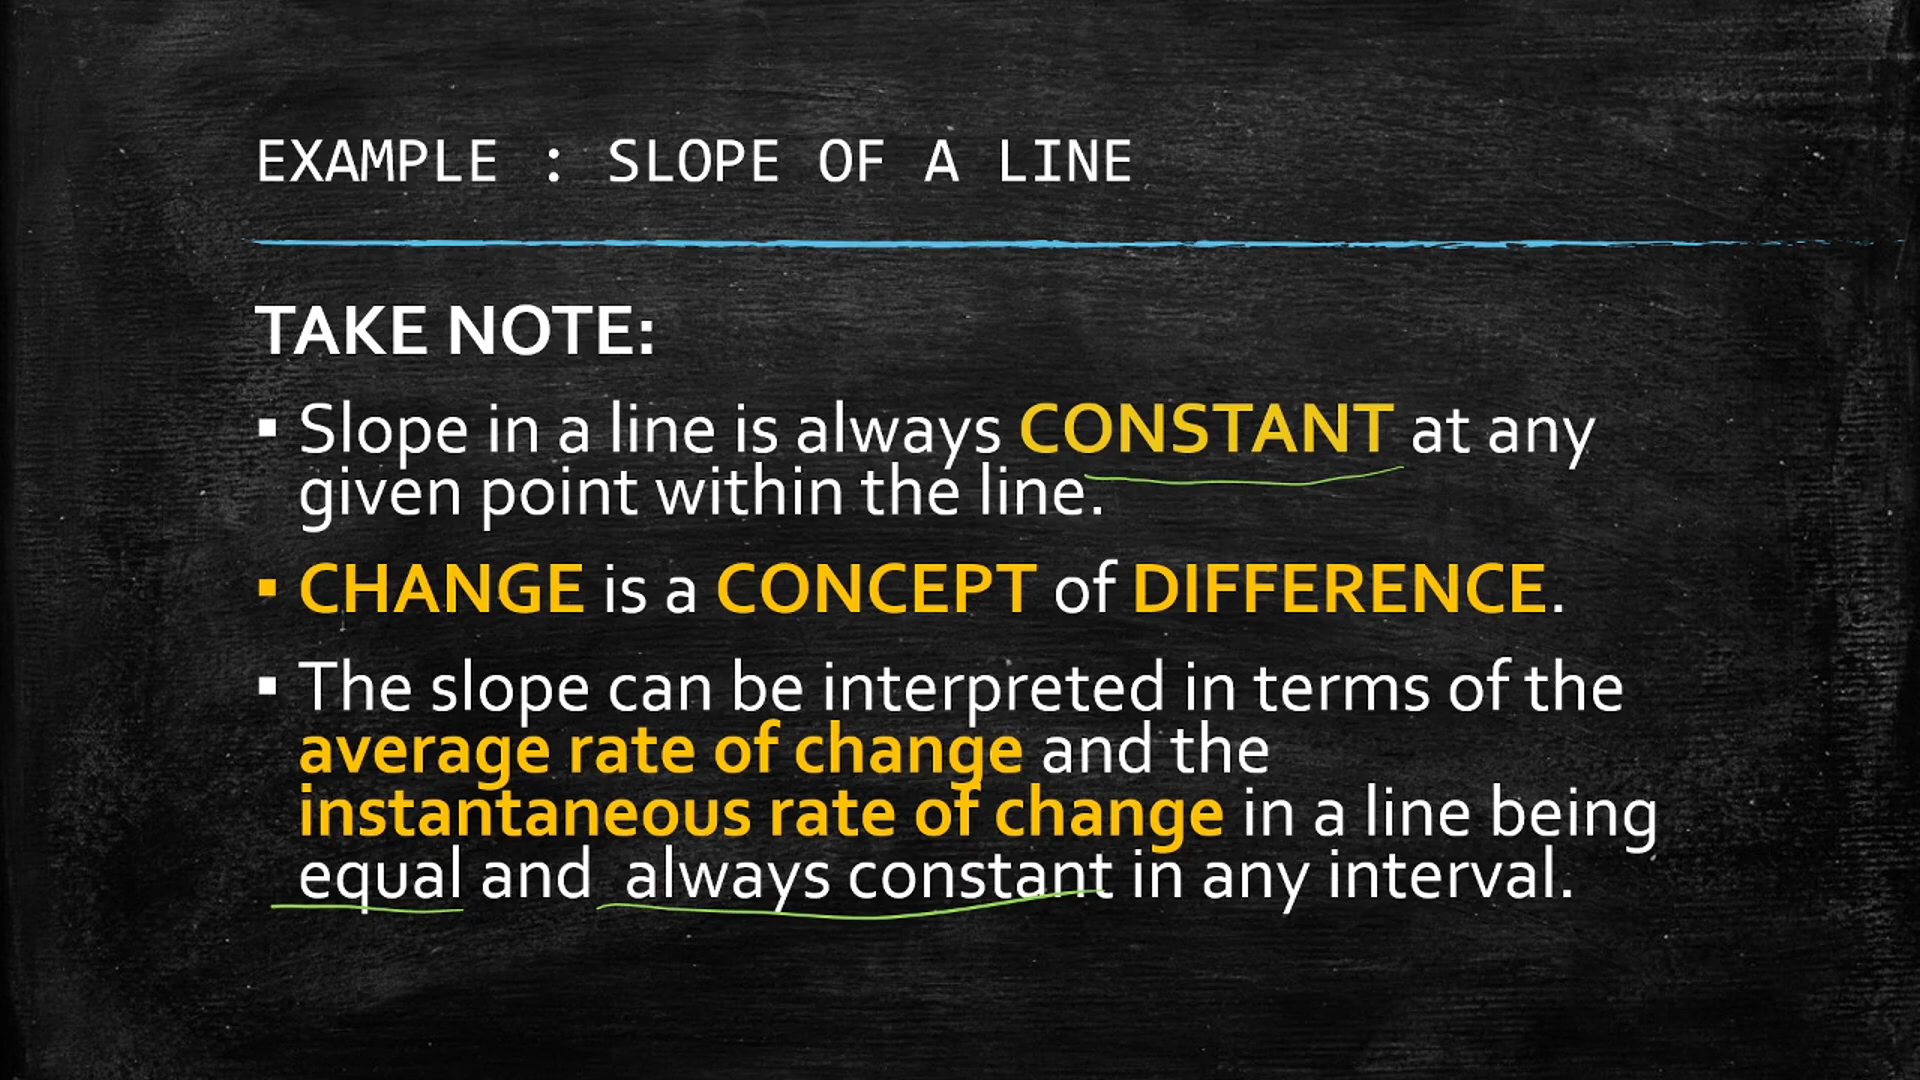 EXAMPLE : SLOPE OF A LINE
TAKE NOTE:
▪ Slope in a line is always CONSTANT at any
given point within the line.
▪ CHANGE is a CONCEPT of DIFFERENCE.
▪ The slope can be interpreted in terms of the
average rate of change and the
instantaneous rate of change in a line being
equal and always constant in any interval.